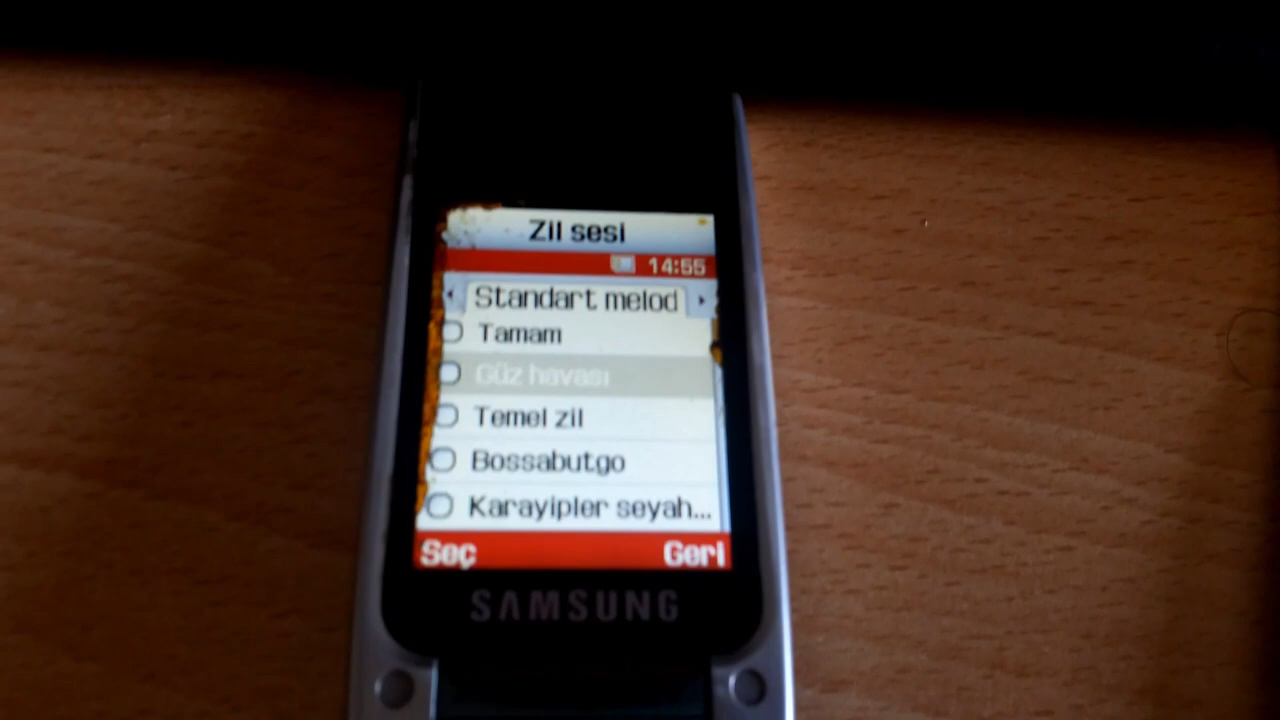 Zil sesi
14:55
Standart melod
Tamam
Güz havası
Temel zil
Bossabutgo
Karayipler seyah...
Seç Geri
SAMSUNG